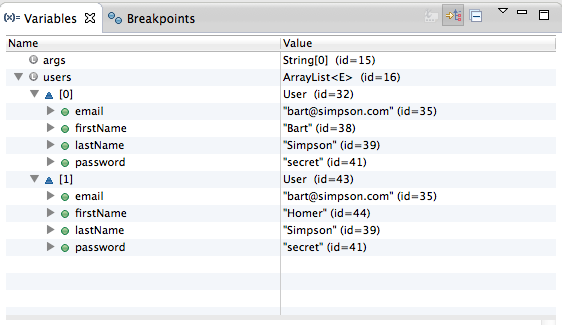 (x)= Variables Breakpoints
Name Value
args String[0] (id=15)
users ArrayList<E> (id=16)
[0] User (id=32)
email "bart@simpson.com" (id=35)
firstName "Bart" (id=38)
lastName "Simpson" (id=39)
password "secret" (id=41)
[1] User (id=43)
email "bart@simpson.com" (id=35)
firstName "Homer" (id=44)
lastName "Simpson" (id=39)
password "secret" (id=41)